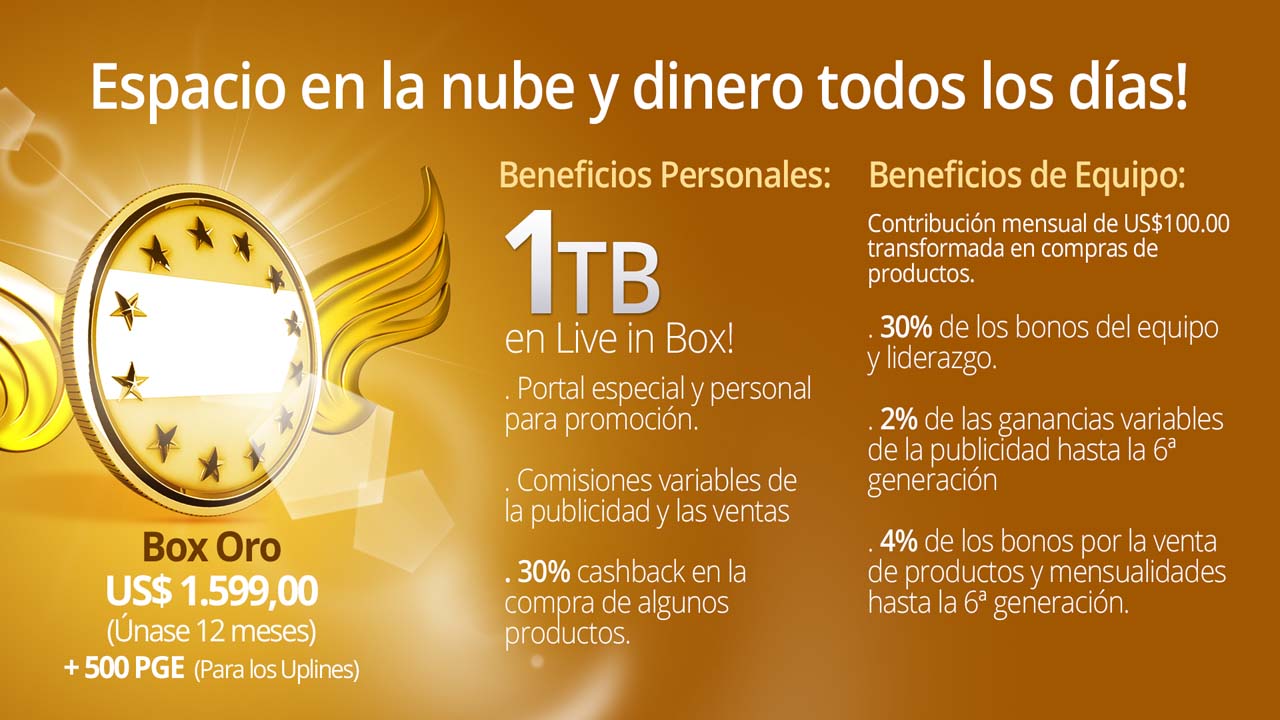 Espacio en la nube y dinero todos los días!
Beneficios Personales:
1TB
en Live in Box!
. Portal especial y personal
para promoción.
. Comisiones variables de
la publicidad y las ventas
. 30% cashback en la
compra de algunos
productos.
Beneficios de Equipo:
Contribución mensual de US$100.00
transformada en compras de
productos.
. 30% de los bonos del equipo
y liderazgo.
. 2% de las ganancias variables
de la publicidad hasta la 6ª
generación
. 4% de los bonos por la venta
de productos y mensualidades
hasta la 6ª generación.
Box Oro
US$ 1.599,00
(Únase 12 meses)
+ 500 PGE (Para los Uplines)